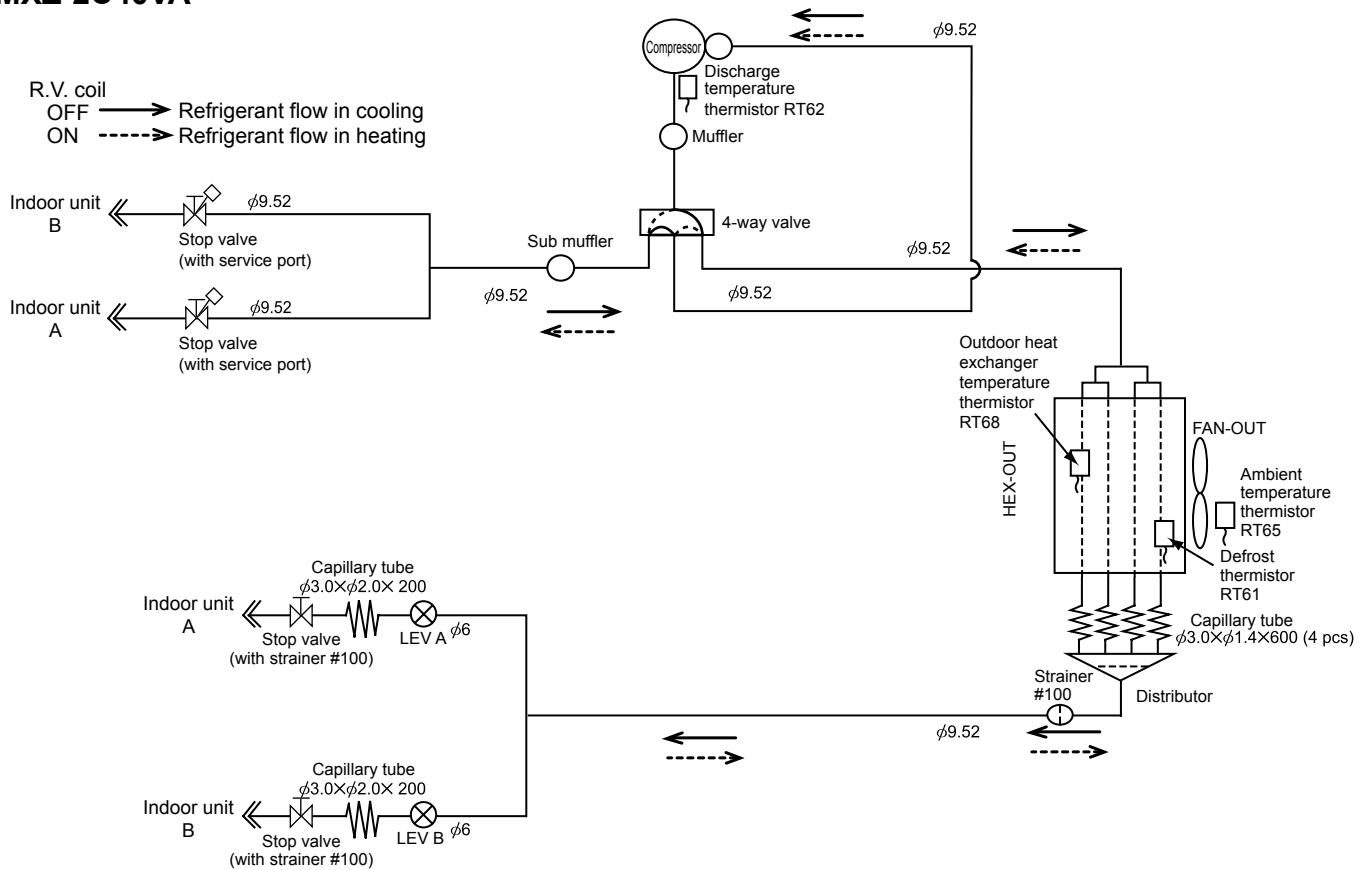 R.V. coil
OFF Refrigerant flow in cooling
ON Refrigerant flow in heating
Compressor
ϕ9.52
Discharge
temperature
thermistor RT62
Muffler
4-way valve
Indoor unit
B
ϕ9.52
Stop valve
(with service port)
Sub muffler
ϕ9.52
ϕ9.52
ϕ9.52
Indoor unit
A
ϕ9.52
Stop valve
(with service port)
Outdoor heat
exchanger
temperature
thermistor
RT68
HEX-OUT
FAN-OUT
Ambient
temperature
thermistor
RT65
Defrost
thermistor
RT61
Capillary tube
ϕ3.0×ϕ1.4×600 (4 pcs)
Strainer
#100
Distributor
ϕ9.52
Capillary tube
ϕ3.0×ϕ2.0× 200
Indoor unit
A
LEV A ϕ6
Stop valve
(with strainer #100)
Capillary tube
ϕ3.0×ϕ2.0× 200
Indoor unit
B
LEV B ϕ6
Stop valve
(with strainer #100)